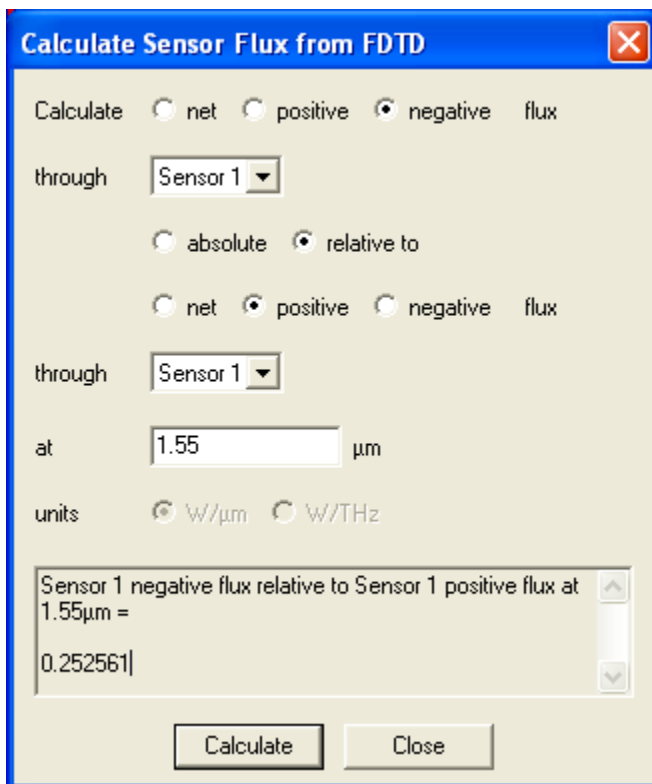 Calculate Sensor Flux from FDTD
Calculate net positive negative flux
through Sensor 1
absolute relative to
net positive negative flux
through Sensor 1
at 1.55 µm
units W/µm W/THz
Sensor 1 negative flux relative to Sensor 1 positive flux at
1.55µm =
0.252561
Calculate Close